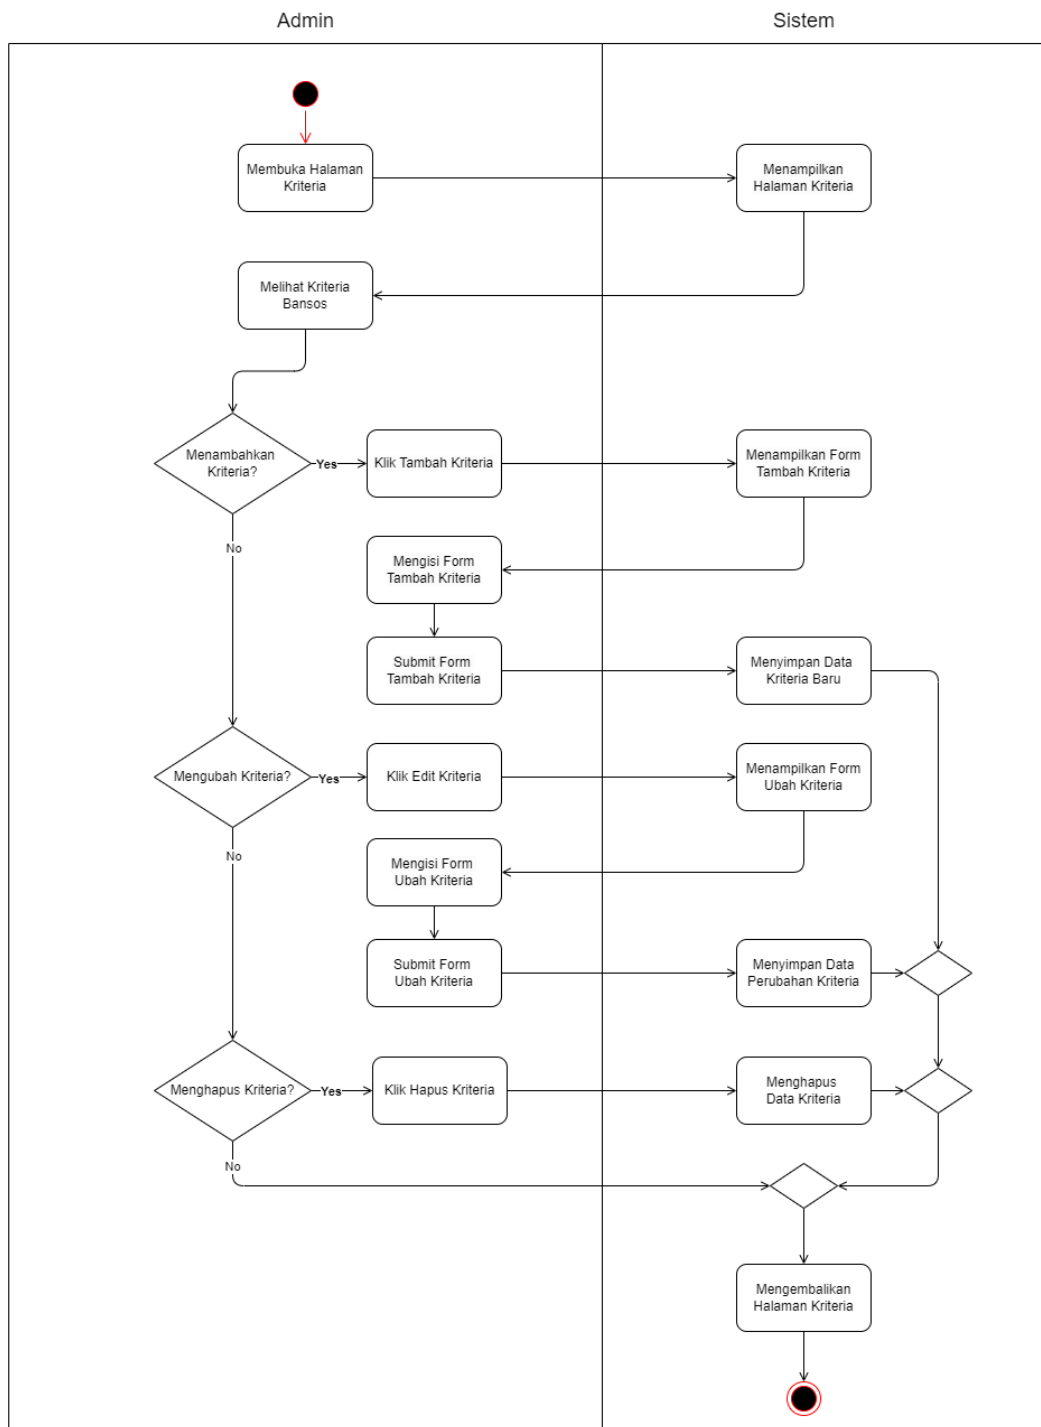 Admin
Sistem
Membuka Halaman
Kriteria
Menampilkan
Halaman Kriteria
Melihat Kriteria
Bansos
Menambahkan
Kriteria?
Yes
Klik Tambah Kriteria
Menampilkan Form
Tambah Kriteria
No
Mengisi Form
Tambah Kriteria
Submit Form
Tambah Kriteria
Menyimpan Data
Kriteria Baru
Mengubah Kriteria?
Yes
Klik Edit Kriteria
Menampilkan Form
Ubah Kriteria
No
Mengisi Form
Ubah Kriteria
Submit Form
Ubah Kriteria
Menyimpan Data
Perubahan Kriteria
Menghapus Kriteria?
Yes
Klik Hapus Kriteria
Menghapus
Data Kriteria
No
Mengembalikan
Halaman Kriteria